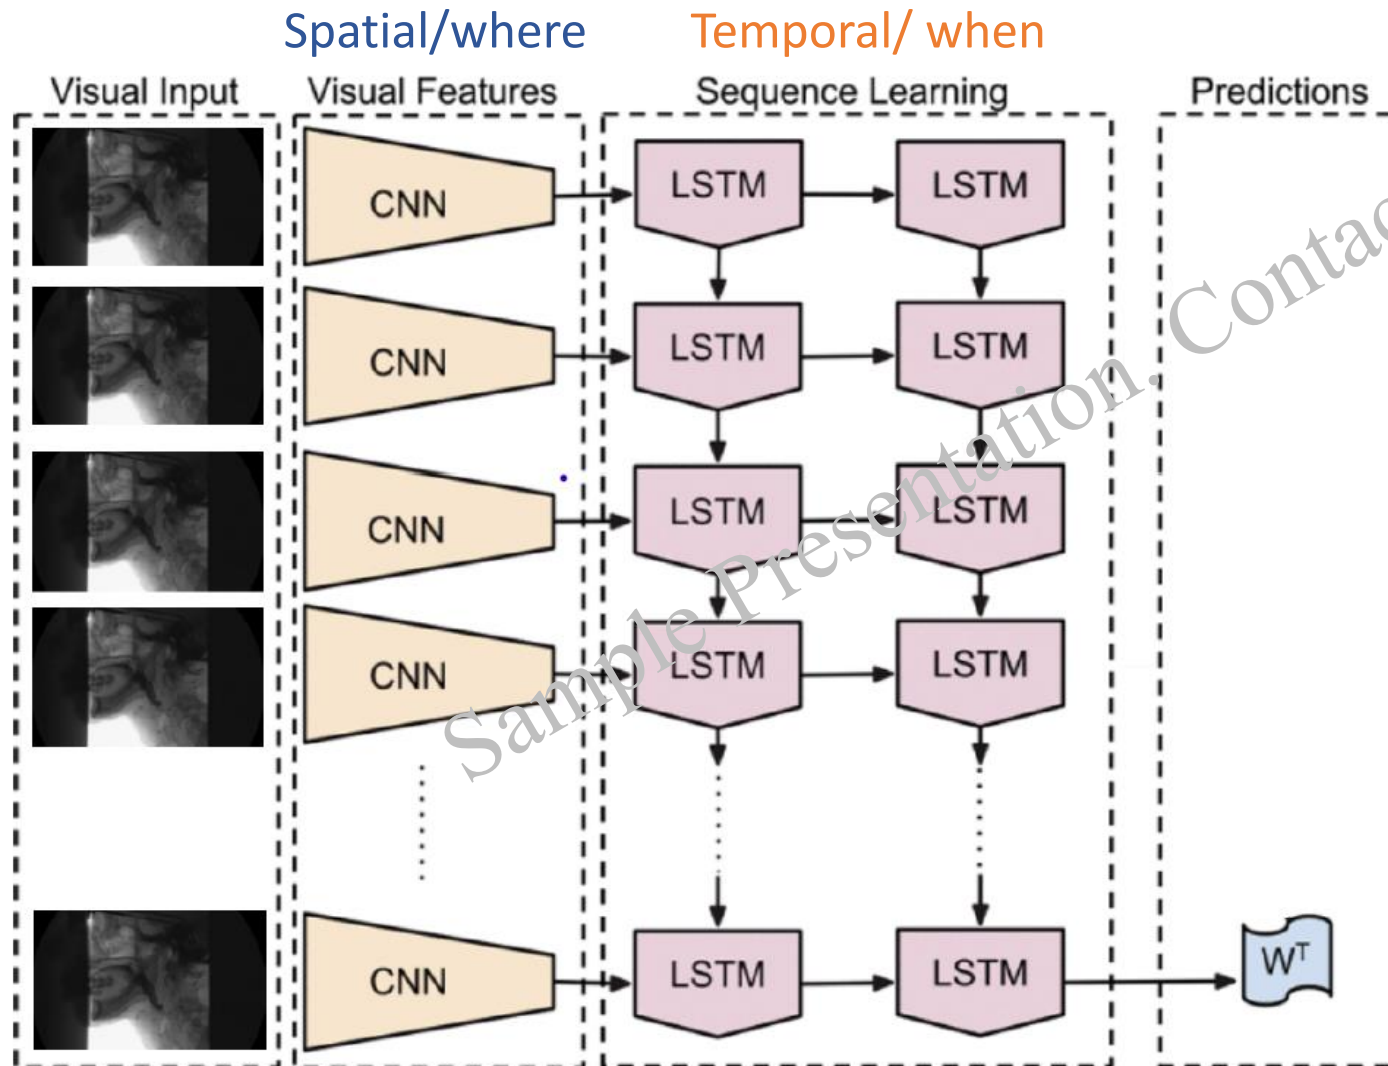 Spatial/where
Temporal/ when
Visual Input
Visual Features
Sequence Learning
Predictions
CNN
LSTM
LSTM
CNN
LSTM
LSTM
CNN
LSTM
LSTM
CNN
LSTM
LSTM
CNN
LSTM
LSTM
Wᵀ
Sample Presentation. Contac